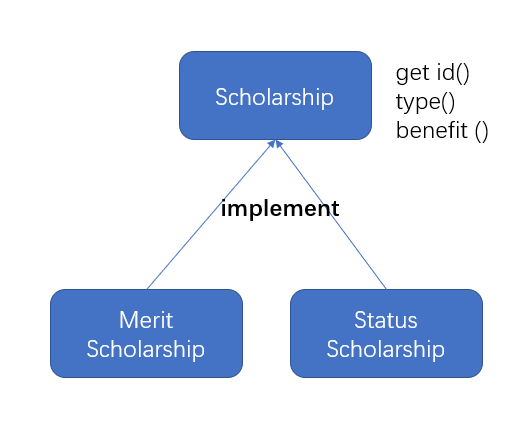 Scholarship
get id()
type()
benefit ()
implement
Merit
Scholarship
Status
Scholarship